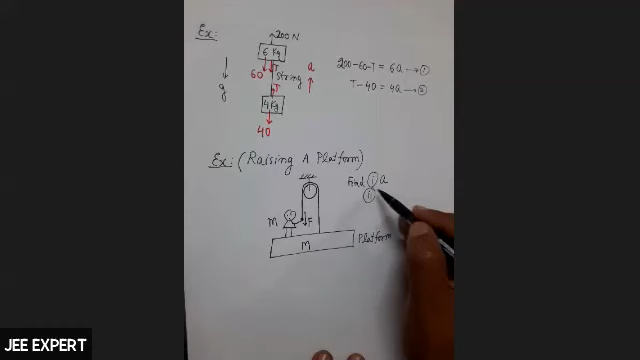 Ex:
200 N
6 Kg
T
60
String
a
g
T
4 Kg
40
200-60-T = 6a → ①
T - 40 = 4a → ②
Ex: (Raising A Platform)
Find ① a
m
F
M
Platform
JEE EXPERT